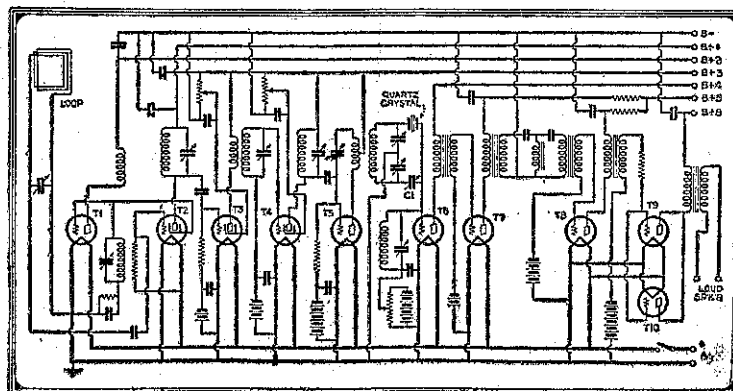 B-
B+1
B+2
B+3
B+4
B+5
B+6
LOOP
QUARTZ
CRYSTAL
C1
T1
T2
T3
T4
T5
T6
T7
T8
T9
T10
LOUD
SPKR